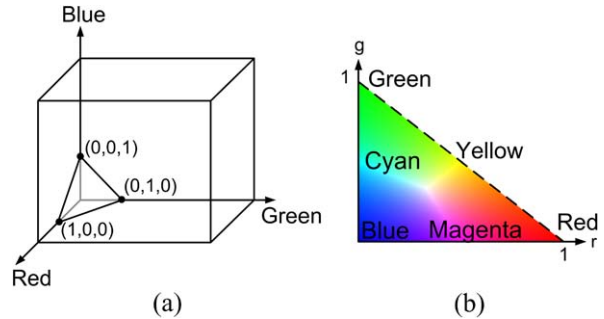 Blue
(0,0,1)
(0,1,0)
Green
(1,0,0)
Red
(a)
g
1
Green
Yellow
Cyan
Blue
Magenta
Red
r
1
(b)